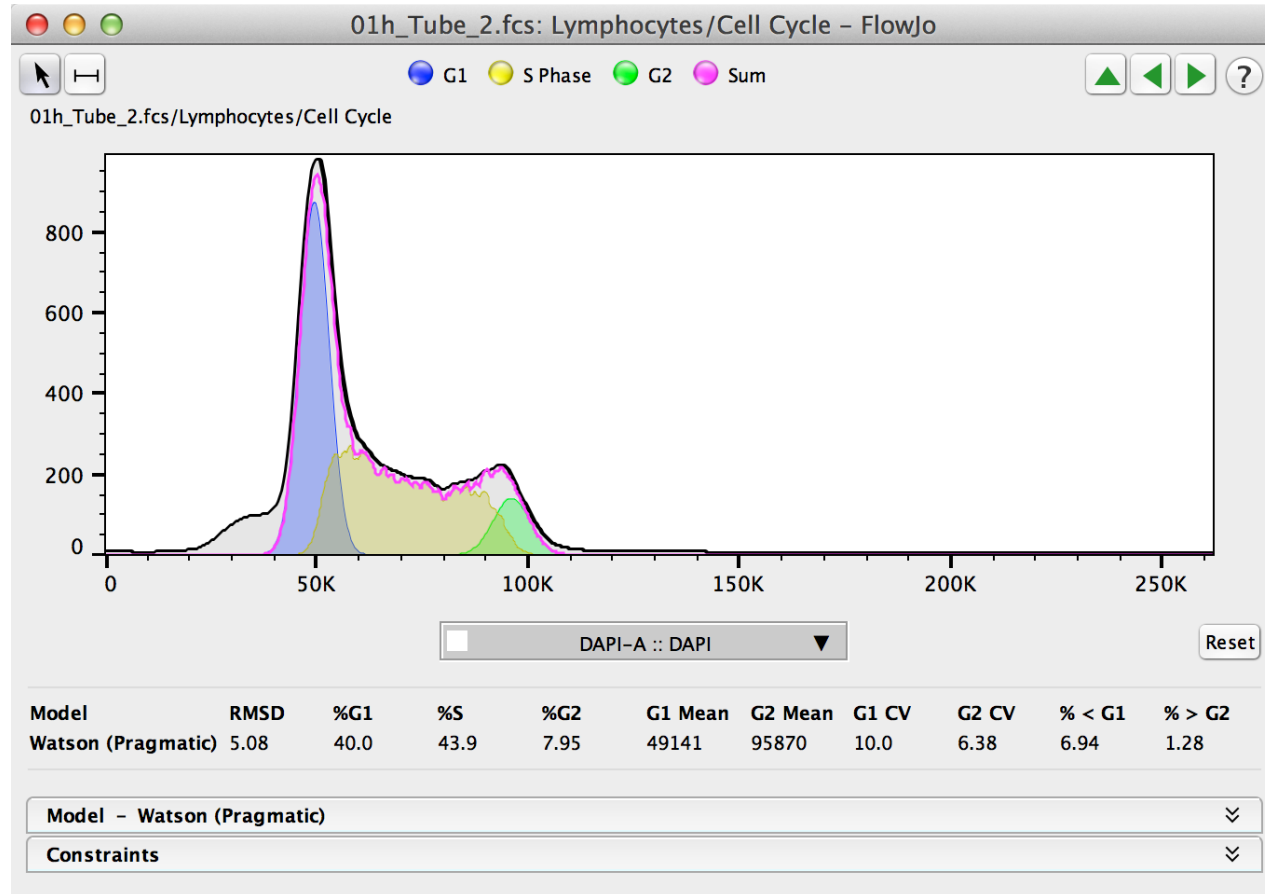 01h_Tube_2.fcs: Lymphocytes/Cell Cycle – FlowJo
G1 S Phase G2 Sum ?
01h_Tube_2.fcs/Lymphocytes/Cell Cycle
800
600
400
200
0
0 50K 100K 150K 200K 250K
DAPI-A :: DAPI
Reset
Model RMSD %G1 %S %G2 G1 Mean G2 Mean G1 CV G2 CV % < G1 % > G2
Watson (Pragmatic) 5.08 40.0 43.9 7.95 49141 95870 10.0 6.38 6.94 1.28
Model – Watson (Pragmatic)
Constraints